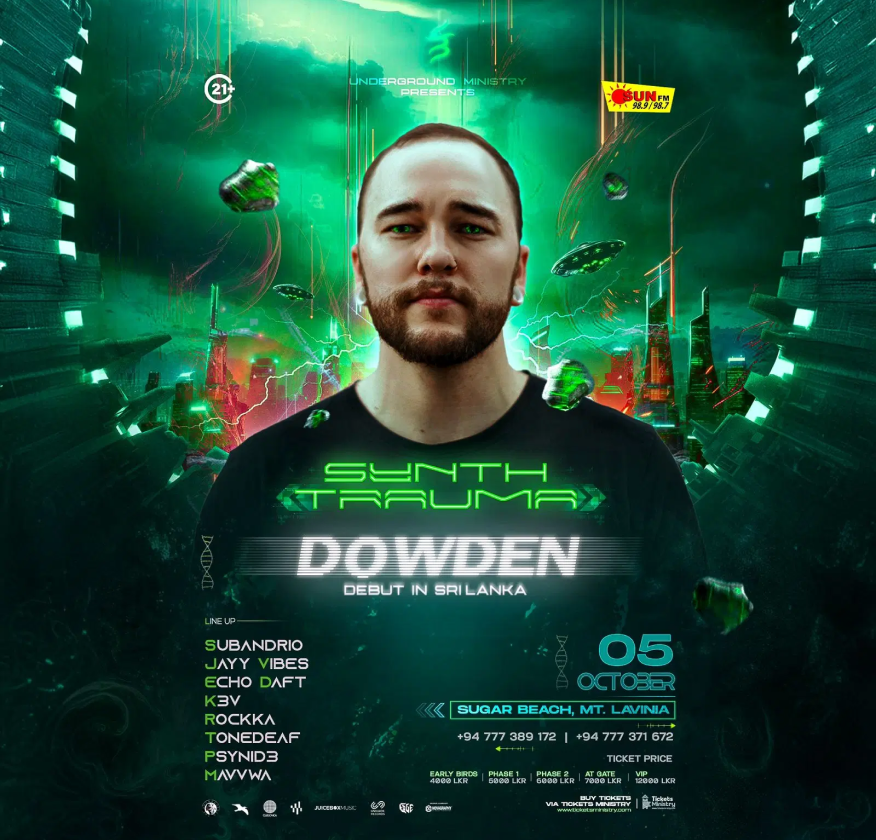 21+
UNDERGROUND MINISTRY
PRESENTS
SUN FM
98.9/98.7
SYNTH
TRAUMA
DOWDEN
DEBUT IN SRI LANKA
LINE UP
SUBANDRIO
JAYY VIBES
ECHO DAFT
K3V
ROCKKA
TONEDEAF
PSYNID3
MAVVWA
05
OCTOBER
SUGAR BEACH, MT. LAVINIA
+94 777 389 172 | +94 777 371 672
TICKET PRICE
EARLY BIRDS | PHASE 1 | PHASE 2 | AT GATE | VIP
4000 LKR 5000 LKR 6000 LKR 7000 LKR 12000 LKR
JUICEBOXMUSIC
BUY TICKETS
VIA TICKETS MINISTRY
www.ticketsministry.com
Tickets
Ministry